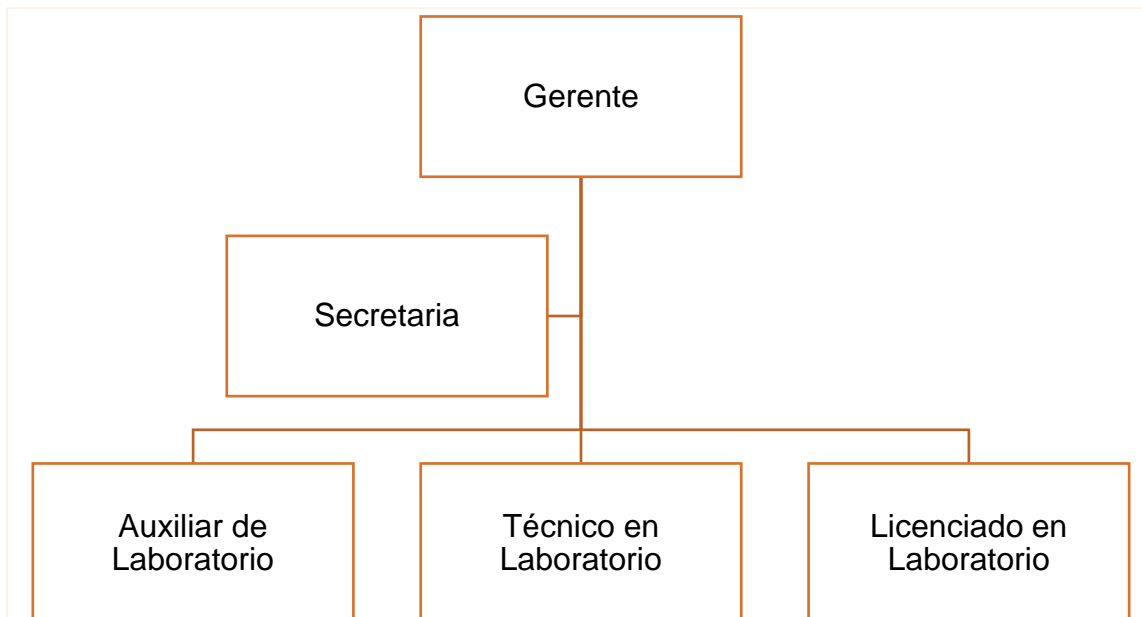 Gerente
Secretaria
Auxiliar de
Laboratorio
Técnico en
Laboratorio
Licenciado en
Laboratorio